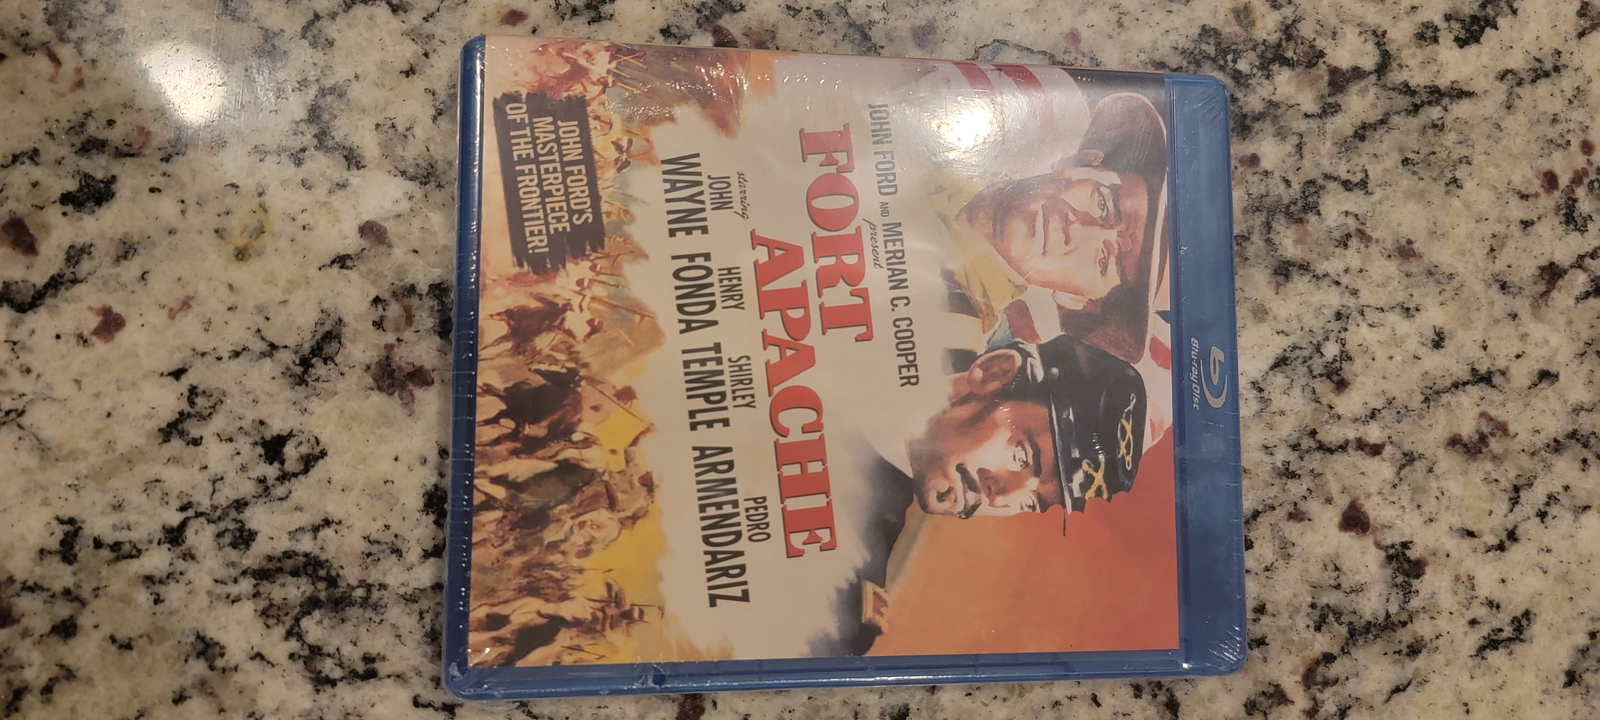 Blu-ray Disc
JOHN FORD AND MERIAN C. COOPER
present
FORT
APACHE
starring
JOHN HENRY SHIRLEY PEDRO
WAYNE FONDA TEMPLE ARMENDARIZ
JOHN FORD'S
MASTERPIECE
OF THE FRONTIER!